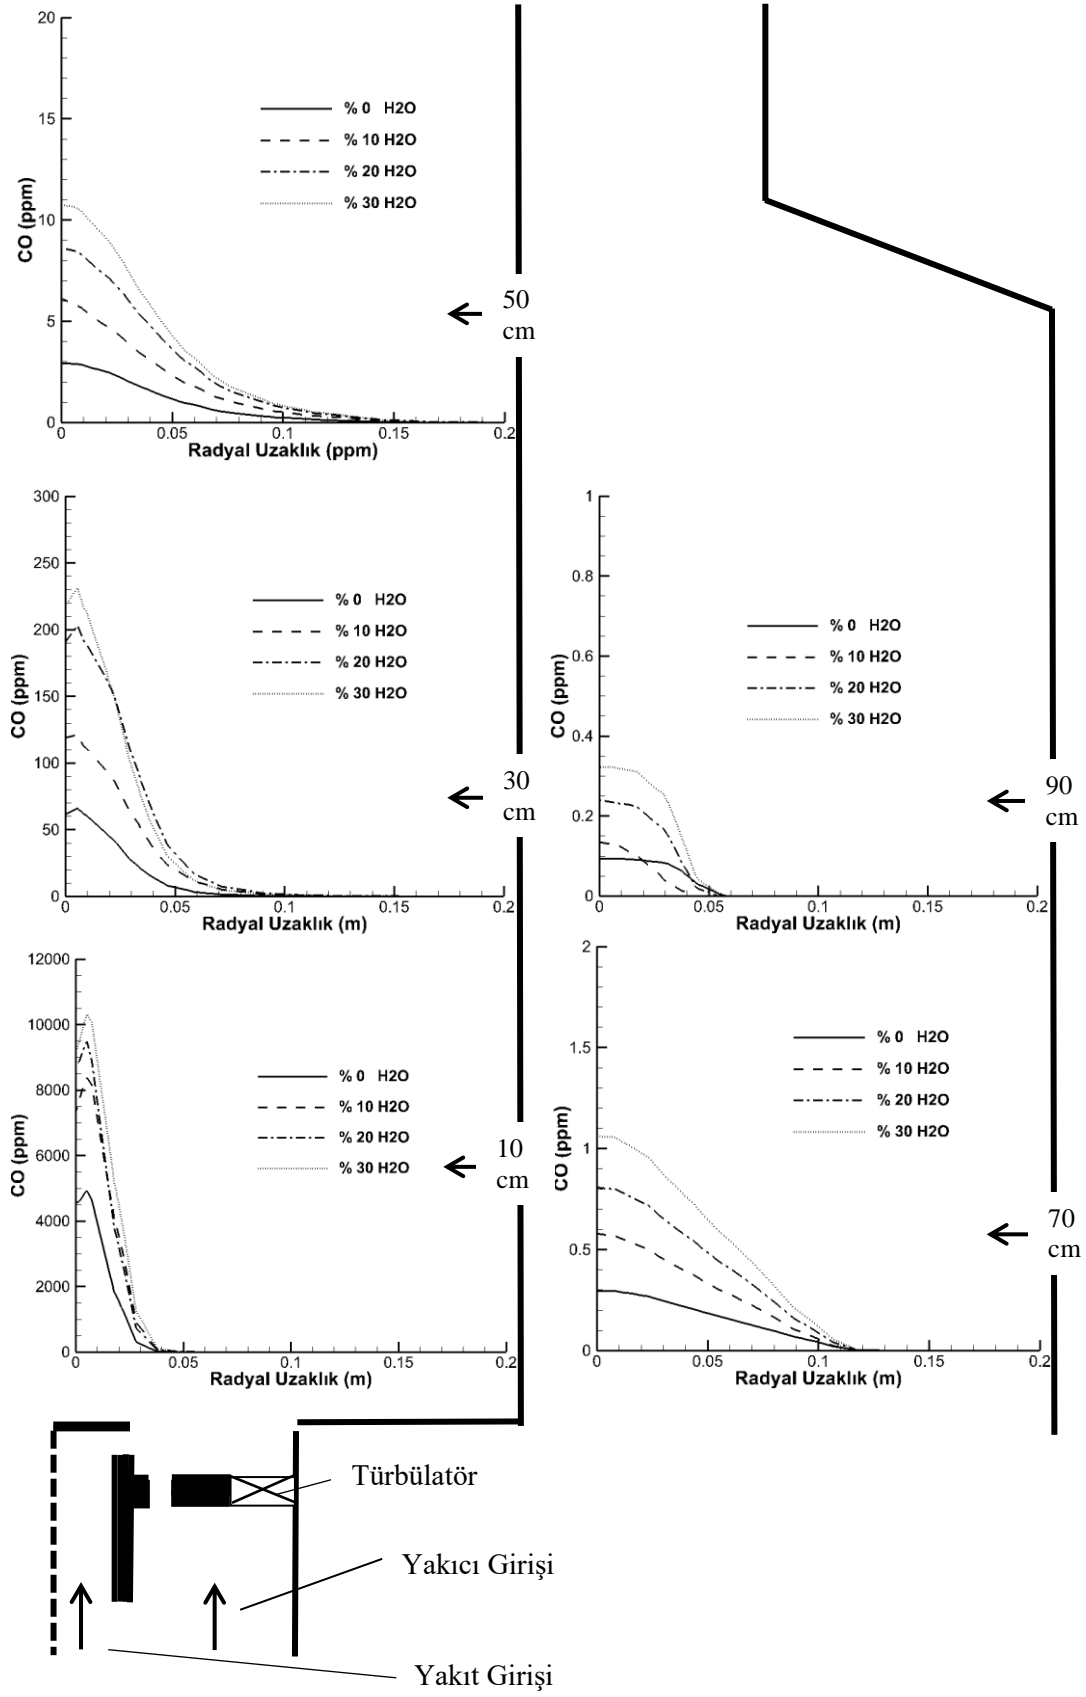 20
15
10
5
0
CO (ppm)
% 0 H2O
% 10 H2O
% 20 H2O
% 30 H2O
0 0.05 0.1 0.15 0.2
Radyal Uzaklık (ppm)
50
cm
300
250
200
150
100
50
0
CO (ppm)
% 0 H2O
% 10 H2O
% 20 H2O
% 30 H2O
0 0.05 0.1 0.15 0.2
Radyal Uzaklık (m)
30
cm
1
0.8
0.6
0.4
0.2
0
CO (ppm)
% 0 H2O
% 10 H2O
% 20 H2O
% 30 H2O
0 0.05 0.1 0.15 0.2
Radyal Uzaklık (m)
90
cm
12000
10000
8000
6000
4000
2000
0
CO (ppm)
% 0 H2O
% 10 H2O
% 20 H2O
% 30 H2O
0 0.05 0.1 0.15 0.2
Radyal Uzaklık (m)
10
cm
2
1.5
1
0.5
0
CO (ppm)
% 0 H2O
% 10 H2O
% 20 H2O
% 30 H2O
0 0.05 0.1 0.15 0.2
Radyal Uzaklık (m)
70
cm
Türbülatör
Yakıcı Girişi
Yakıt Girişi